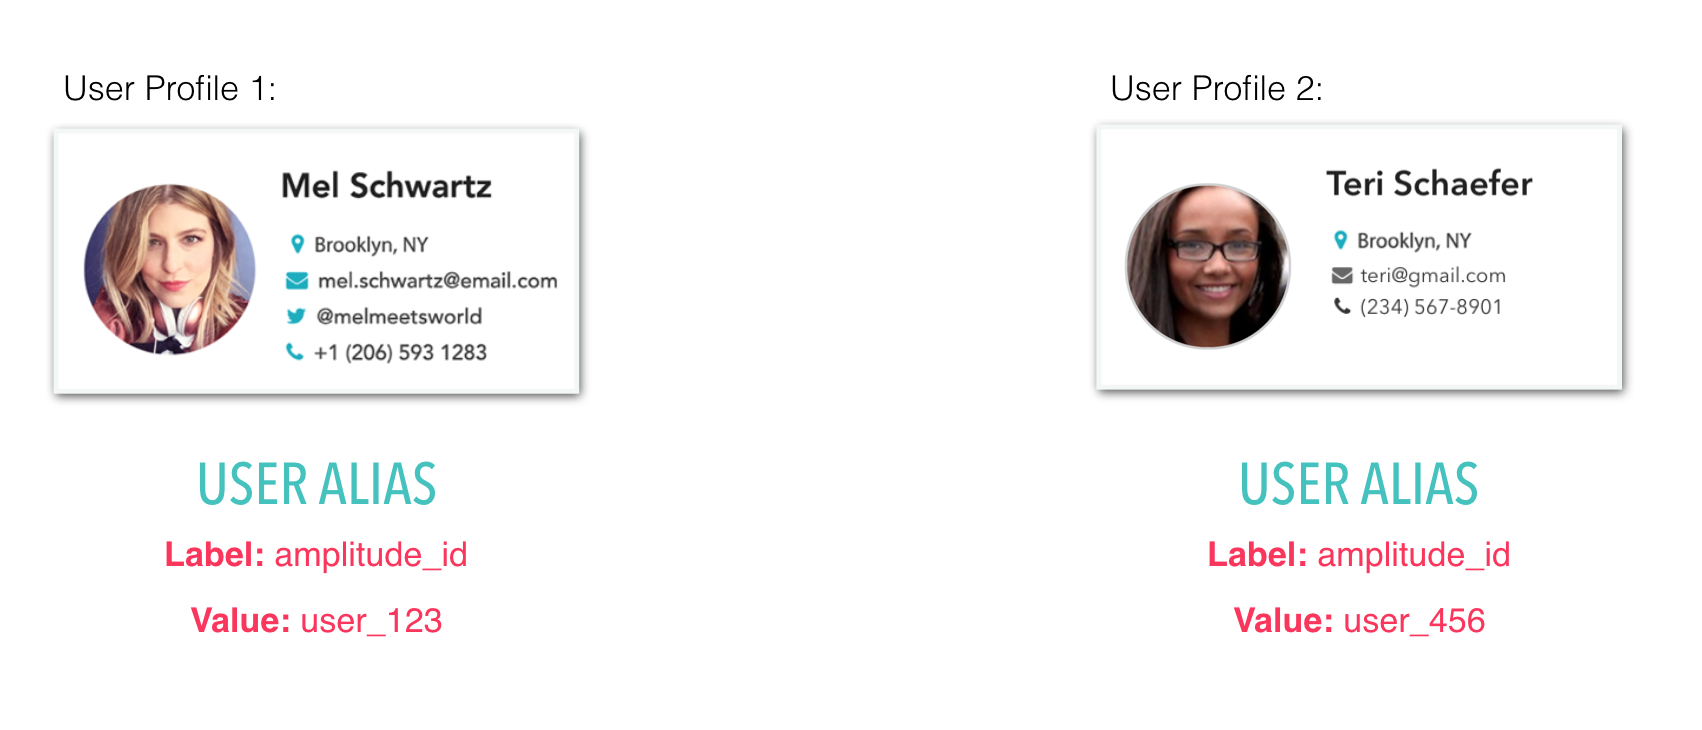 User Profile 1:
Mel Schwartz
Brooklyn, NY
mel.schwartz@email.com
@melmeetsworld
+1 (206) 593 1283
USER ALIAS
Label: amplitude_id
Value: user_123
User Profile 2:
Teri Schaefer
Brooklyn, NY
teri@gmail.com
(234) 567-8901
USER ALIAS
Label: amplitude_id
Value: user_456